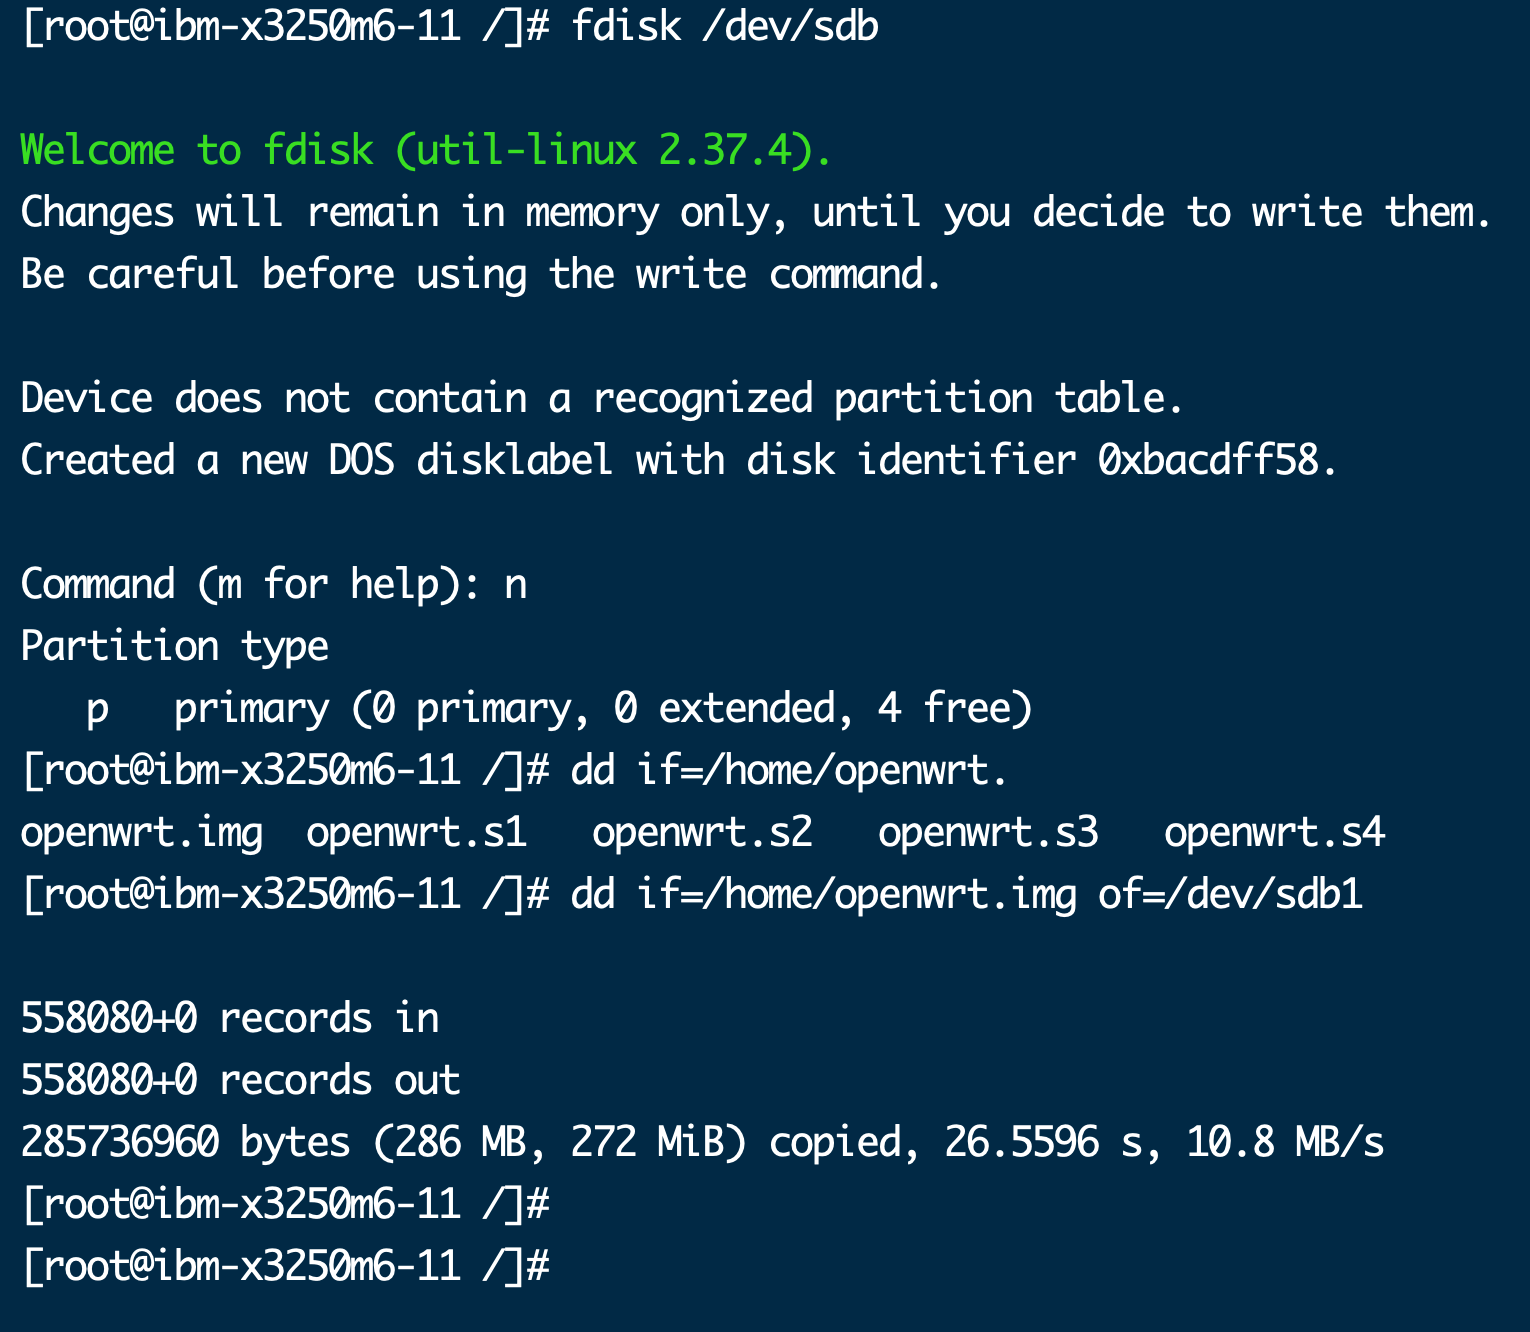 [root@ibm-x3250m6-11 /]# fdisk /dev/sdb
Welcome to fdisk (util-linux 2.37.4).
Changes will remain in memory only, until you decide to write them.
Be careful before using the write command.
Device does not contain a recognized partition table.
Created a new DOS disklabel with disk identifier 0xbacdff58.
Command (m for help): n
Partition type
   p   primary (0 primary, 0 extended, 4 free)
[root@ibm-x3250m6-11 /]# dd if=/home/openwrt.
openwrt.img  openwrt.s1   openwrt.s2   openwrt.s3   openwrt.s4
[root@ibm-x3250m6-11 /]# dd if=/home/openwrt.img of=/dev/sdb1
558080+0 records in
558080+0 records out
285736960 bytes (286 MB, 272 MiB) copied, 26.5596 s, 10.8 MB/s
[root@ibm-x3250m6-11 /]#
[root@ibm-x3250m6-11 /]#